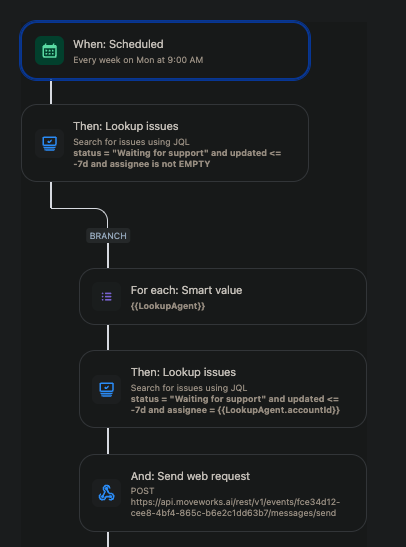 When: Scheduled
Every week on Mon at 9:00 AM
Then: Lookup issues
Search for issues using JQL
status = "Waiting for support" and updated <=
-7d and assignee is not EMPTY
BRANCH
For each: Smart value
{{LookupAgent}}
Then: Lookup issues
Search for issues using JQL
status = "Waiting for support" and updated <=
-7d and assignee = {{LookupAgent.accountId}}
And: Send web request
POST
https://api.moveworks.ai/rest/v1/events/fce34d12-
cee8-4bf4-865c-b6e2c1dd63b7/messages/send